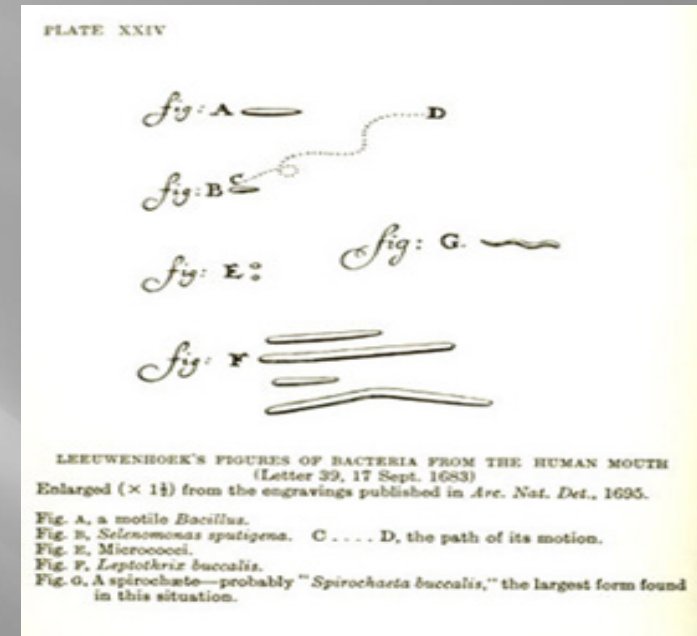 PLATE XXIV
fig: A
D
C
fig: B
fig: G.
fig: E
fig: F
LEEUWENHOEK'S FIGURES OF BACTERIA FROM THE HUMAN MOUTH
(Letter 39, 17 Sept. 1683)
Enlarged (× 1½) from the engravings published in Arc. Nat. Det., 1695.
Fig. A, a motile Bacillus.
Fig. B, Selenomonas sputigena. C . . . . D, the path of its motion.
Fig. E, Micrococci.
Fig. F, Leptothrix buccalis.
Fig. G, A spirochæte—probably "Spirochaeta buccalis," the largest form found
in this situation.